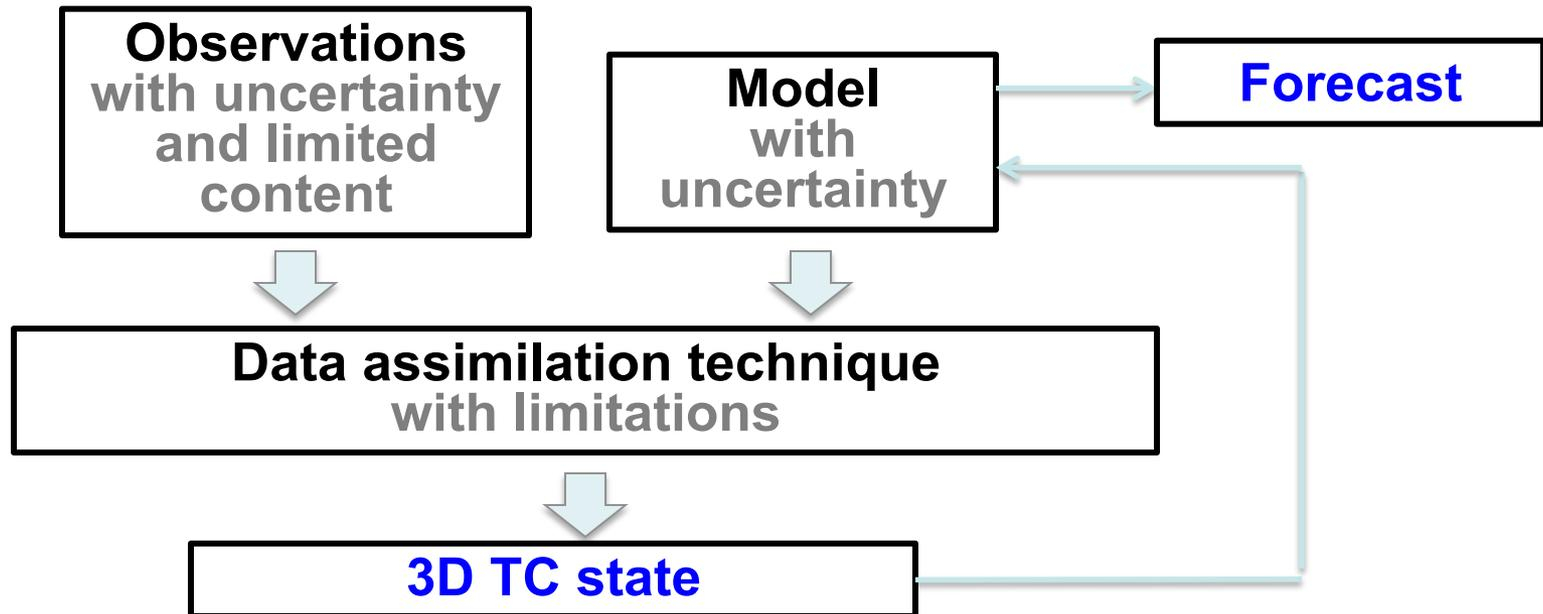 Observations
with uncertainty
and limited
content
Model
with
uncertainty
Forecast
Data assimilation technique
with limitations
3D TC state